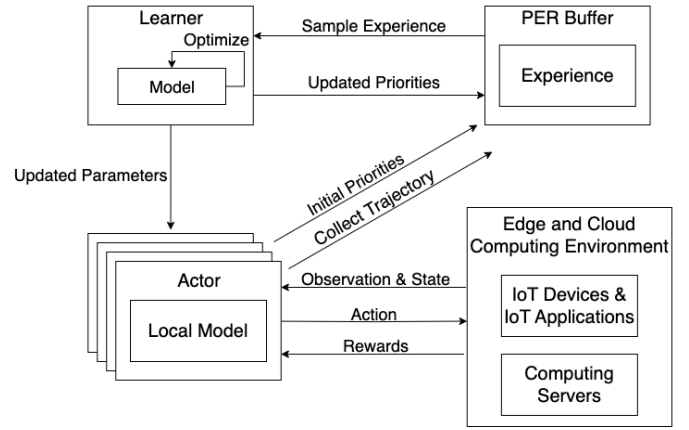 Learner
Optimize
Model
Sample Experience
Updated Priorities
PER Buffer
Experience
Updated Parameters
Initial Priorities
Collect Trajectory
Actor
Local Model
Observation & State
Action
Rewards
Edge and Cloud
Computing Environment
IoT Devices &
IoT Applications
Computing
Servers